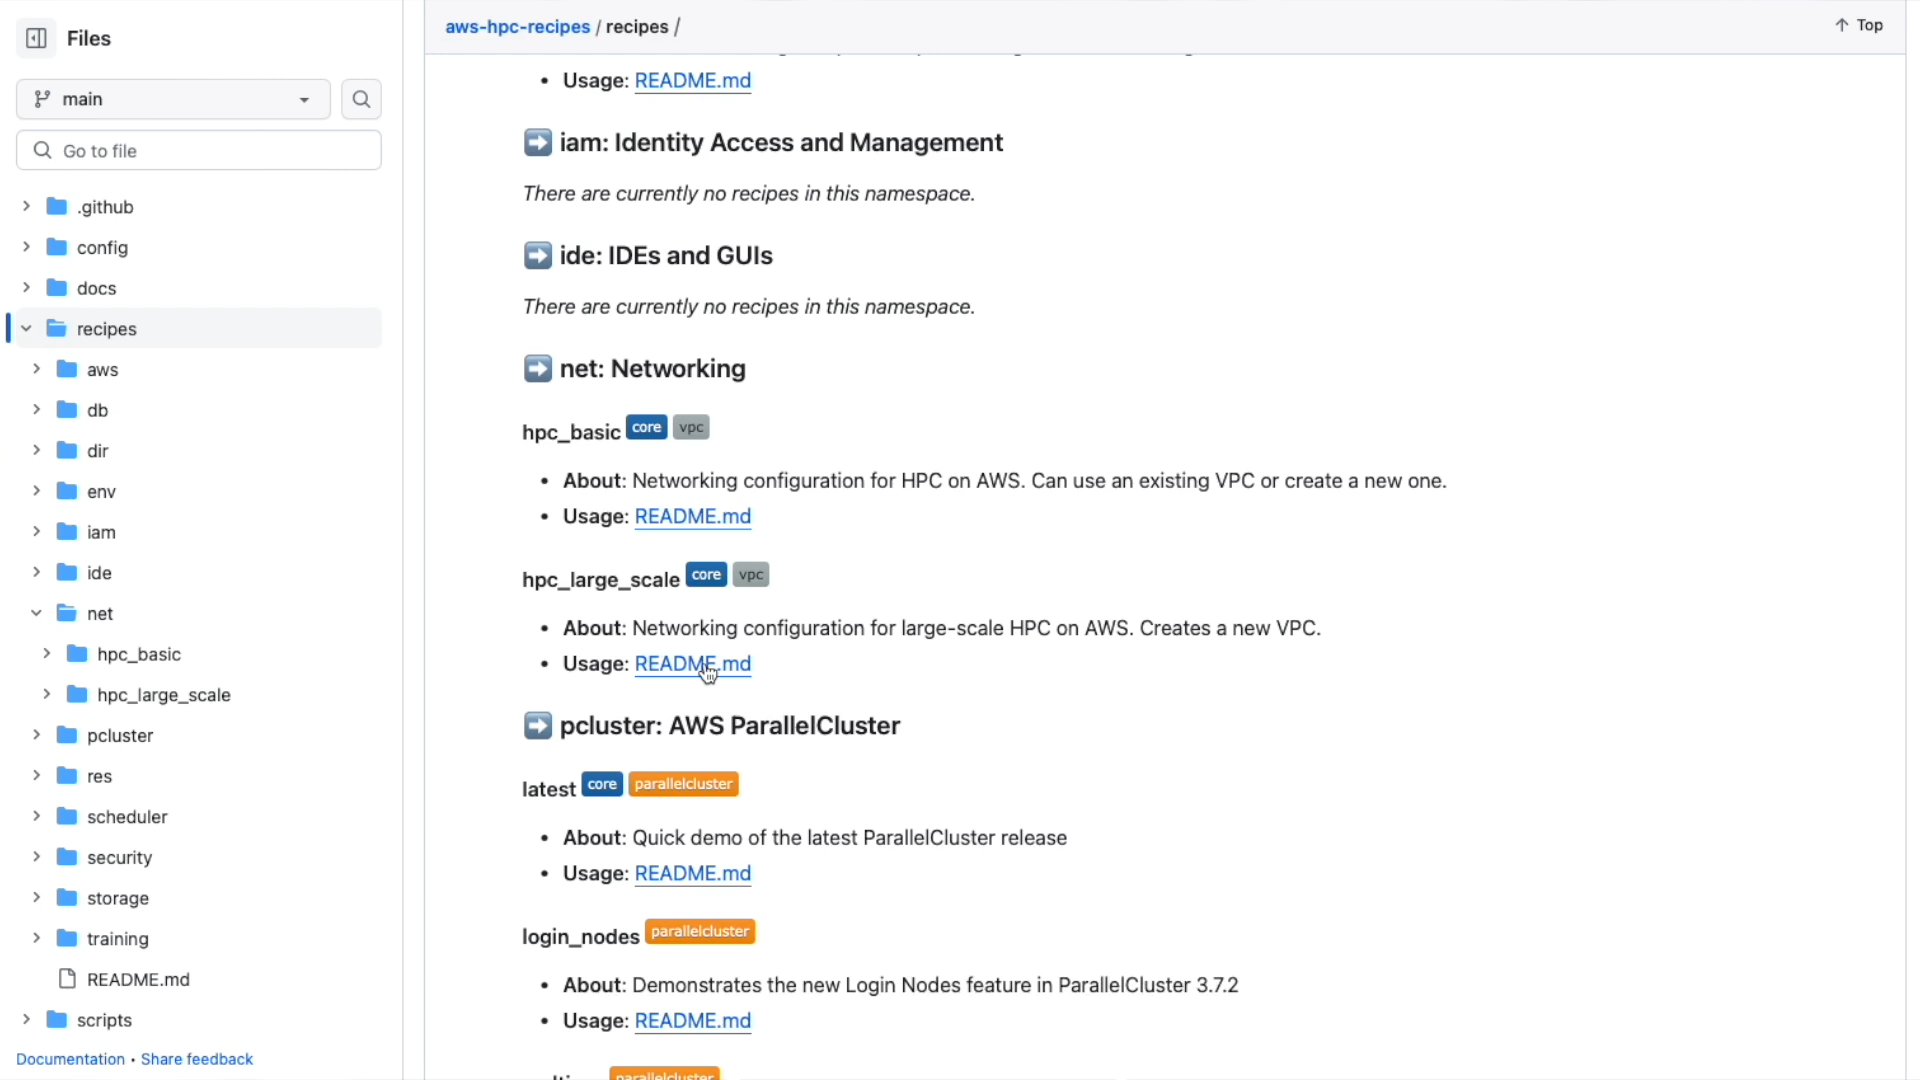 Files
main
Go to file
.github
config
docs
recipes
aws
db
dir
env
iam
ide
net
hpc_basic
hpc_large_scale
pcluster
res
scheduler
security
storage
training
README.md
scripts
Documentation • Share feedback
aws-hpc-recipes / recipes /
Top
• Usage: README.md
iam: Identity Access and Management
There are currently no recipes in this namespace.
ide: IDEs and GUIs
There are currently no recipes in this namespace.
net: Networking
hpc_basic core vpc
• About: Networking configuration for HPC on AWS. Can use an existing VPC or create a new one.
• Usage: README.md
hpc_large_scale core vpc
• About: Networking configuration for large-scale HPC on AWS. Creates a new VPC.
• Usage: README.md
pcluster: AWS ParallelCluster
latest core parallelcluster
• About: Quick demo of the latest ParallelCluster release
• Usage: README.md
login_nodes parallelcluster
• About: Demonstrates the new Login Nodes feature in ParallelCluster 3.7.2
• Usage: README.md
parallelcluster